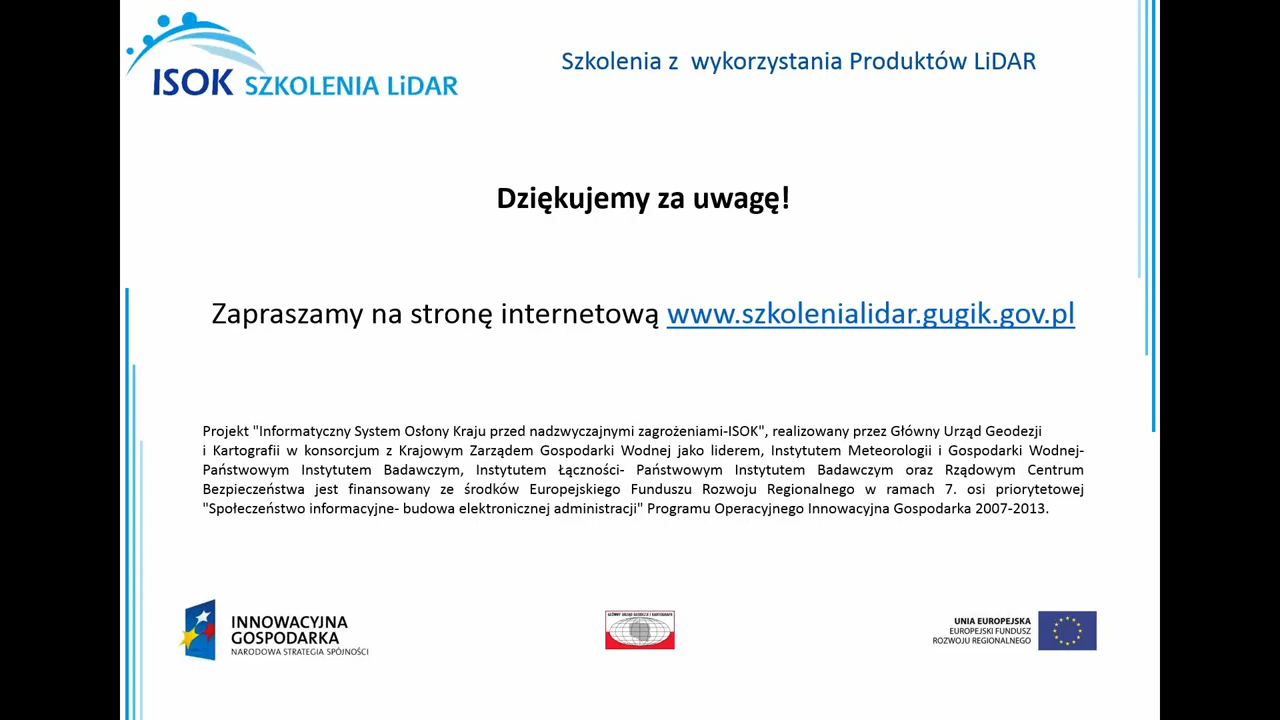 ISOK SZKOLENIA LiDAR
Szkolenia z wykorzystania Produktów LiDAR
Dziękujemy za uwagę!
Zapraszamy na stronę internetową www.szkolenialidar.gugik.gov.pl
Projekt "Informatyczny System Osłony Kraju przed nadzwyczajnymi zagrożeniami-ISOK", realizowany przez Główny Urząd Geodezji
i Kartografii w konsorcjum z Krajowym Zarządem Gospodarki Wodnej jako liderem, Instytutem Meteorologii i Gospodarki Wodnej-
Państwowym Instytutem Badawczym, Instytutem Łączności- Państwowym Instytutem Badawczym oraz Rządowym Centrum
Bezpieczeństwa jest finansowany ze środków Europejskiego Funduszu Rozwoju Regionalnego w ramach 7. osi priorytetowej
"Społeczeństwo informacyjne- budowa elektronicznej administracji" Programu Operacyjnego Innowacyjna Gospodarka 2007-2013.
INNOWACYJNA
GOSPODARKA
NARODOWA STRATEGIA SPÓJNOŚCI
GŁÓWNY URZĄD GEODEZJI I KARTOGRAFII
UNIA EUROPEJSKA
EUROPEJSKI FUNDUSZ
ROZWOJU REGIONALNEGO